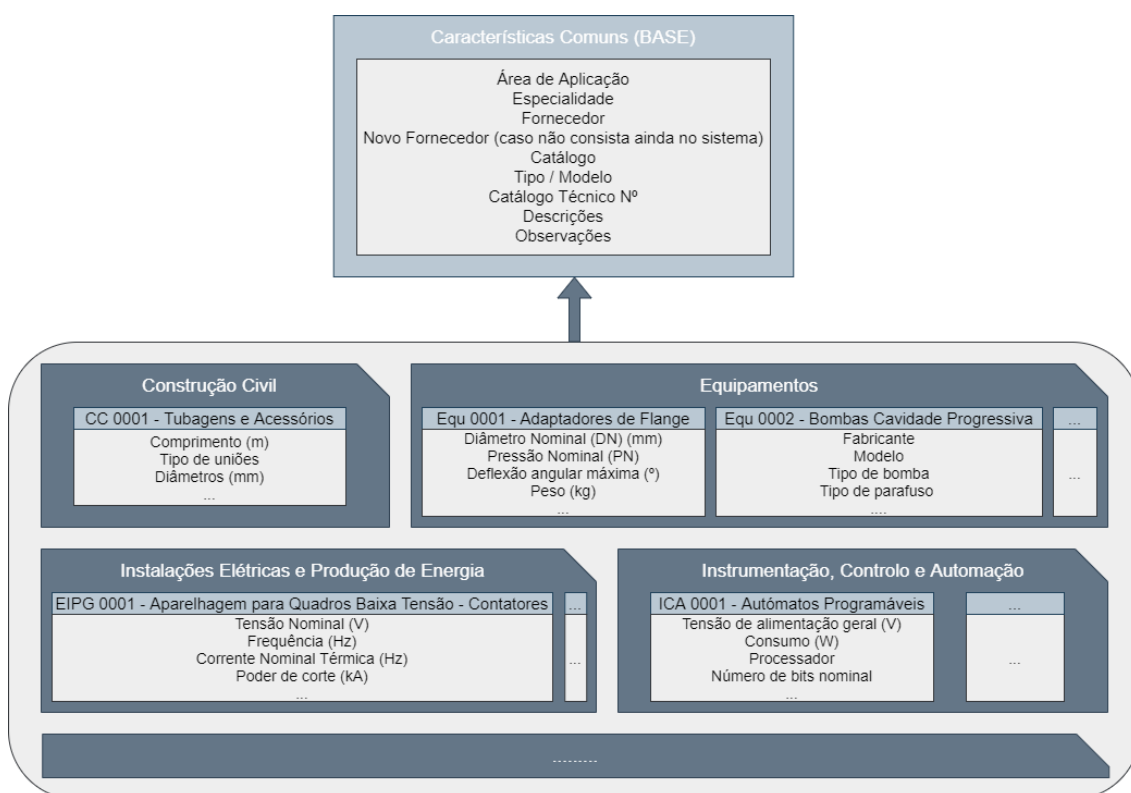 Características Comuns (BASE)
Área de Aplicação
Especialidade
Fornecedor
Novo Fornecedor (caso não consista ainda no sistema)
Catálogo
Tipo / Modelo
Catálogo Técnico Nº
Descrições
Observações
Construção Civil
CC 0001 - Tubagens e Acessórios
Comprimento (m)
Tipo de uniões
Diâmetros (mm)
...
Equipamentos
Equ 0001 - Adaptadores de Flange
Diâmetro Nominal (DN) (mm)
Pressão Nominal (PN)
Deflexão angular máxima (º)
Peso (kg)
...
Equ 0002 - Bombas Cavidade Progressiva
Fabricante
Modelo
Tipo de bomba
Tipo de parafuso
....
...
...
Instalações Elétricas e Produção de Energia
EIPG 0001 - Aparelhagem para Quadros Baixa Tensão - Contatores
Tensão Nominal (V)
Frequência (Hz)
Corrente Nominal Térmica (Hz)
Poder de corte (kA)
...
...
...
Instrumentação, Controlo e Automação
ICA 0001 - Autómatos Programáveis
Tensão de alimentação geral (V)
Consumo (W)
Processador
Número de bits nominal
...
...
...
.........